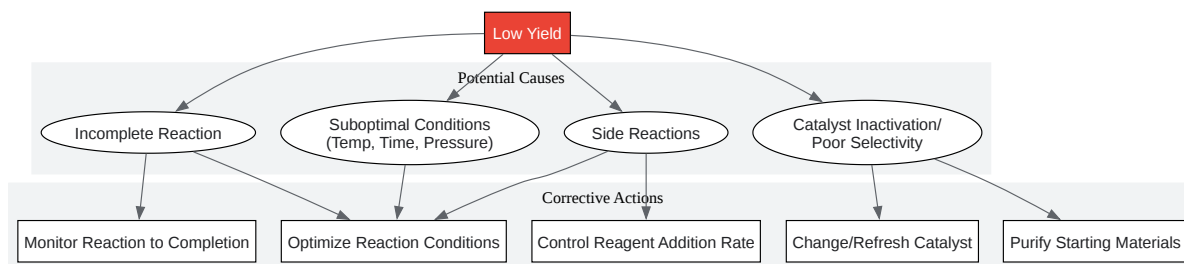 Low Yield
Potential Causes
Incomplete Reaction
Suboptimal Conditions
(Temp, Time, Pressure)
Side Reactions
Catalyst Inactivation/
Poor Selectivity
Corrective Actions
Monitor Reaction to Completion
Optimize Reaction Conditions
Control Reagent Addition Rate
Change/Refresh Catalyst
Purify Starting Materials